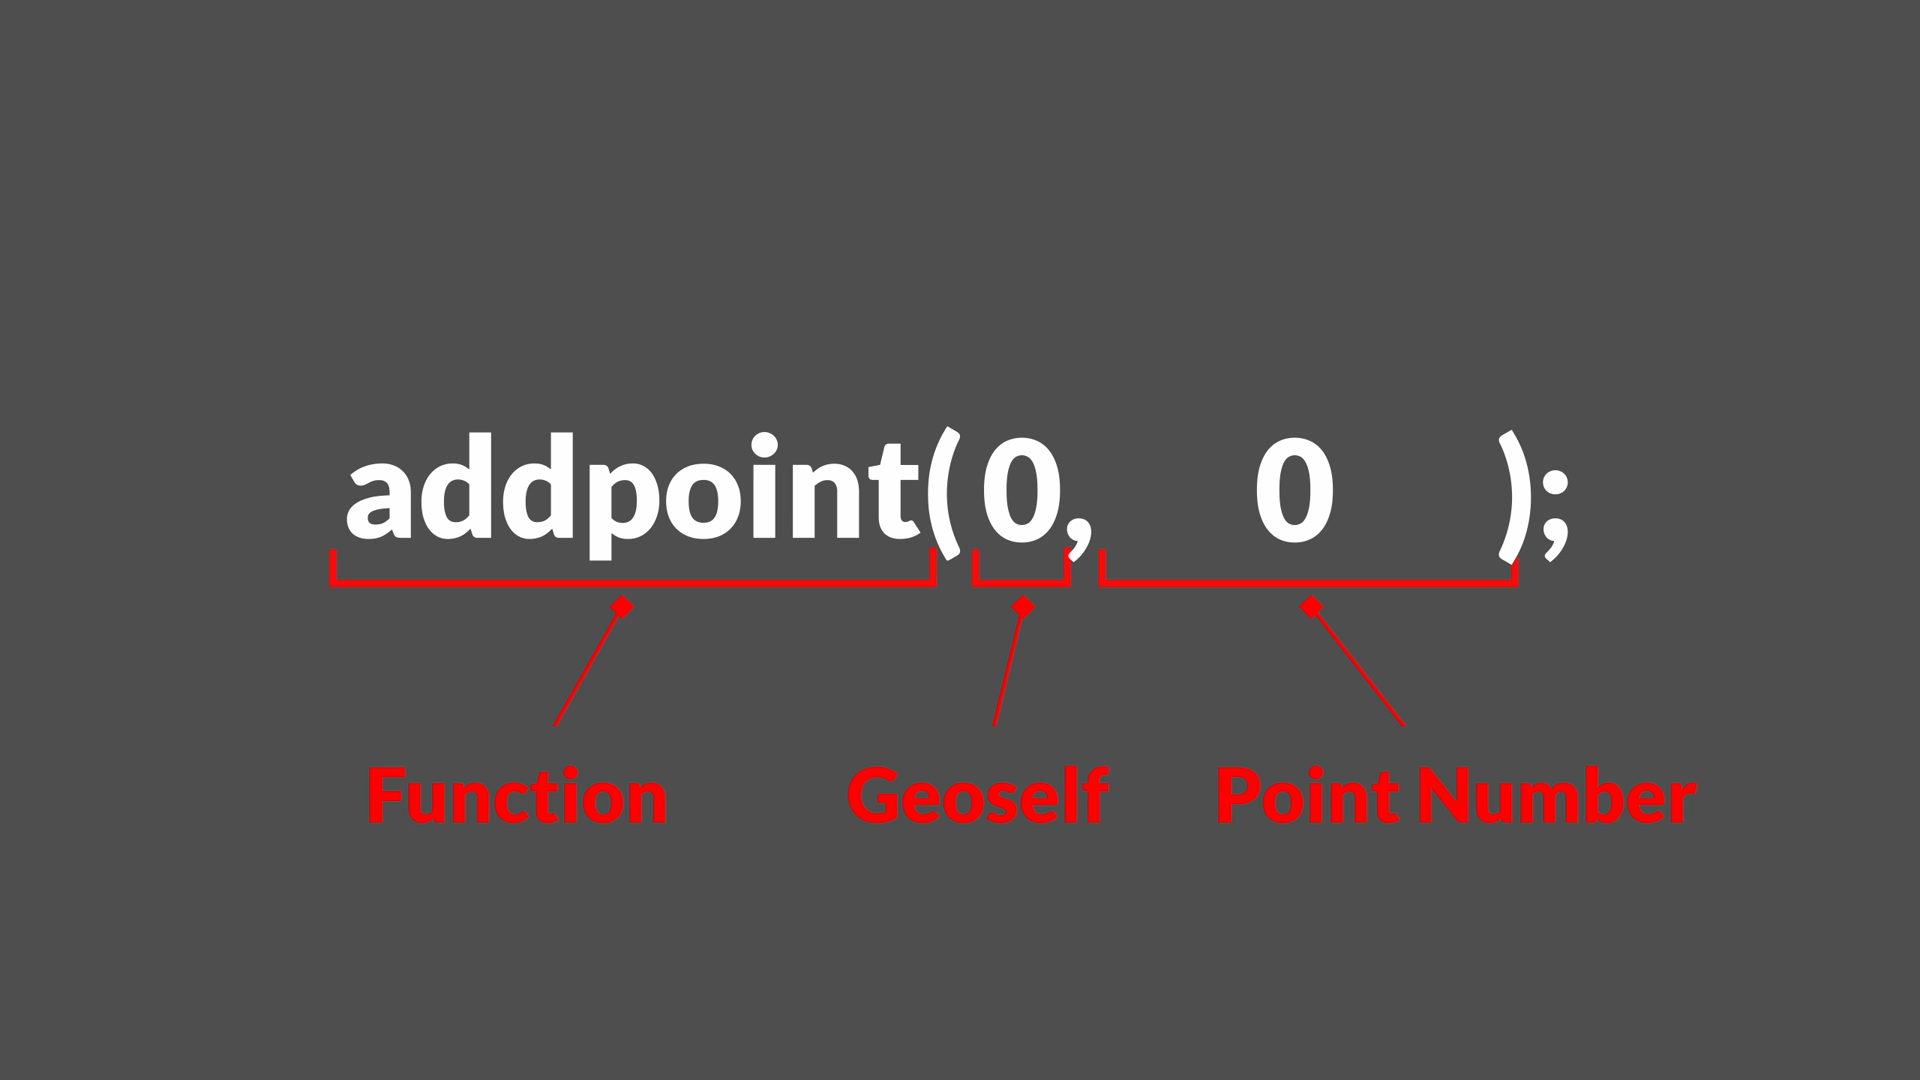 addpoint( 0, 0 );
Function Geoself Point Number